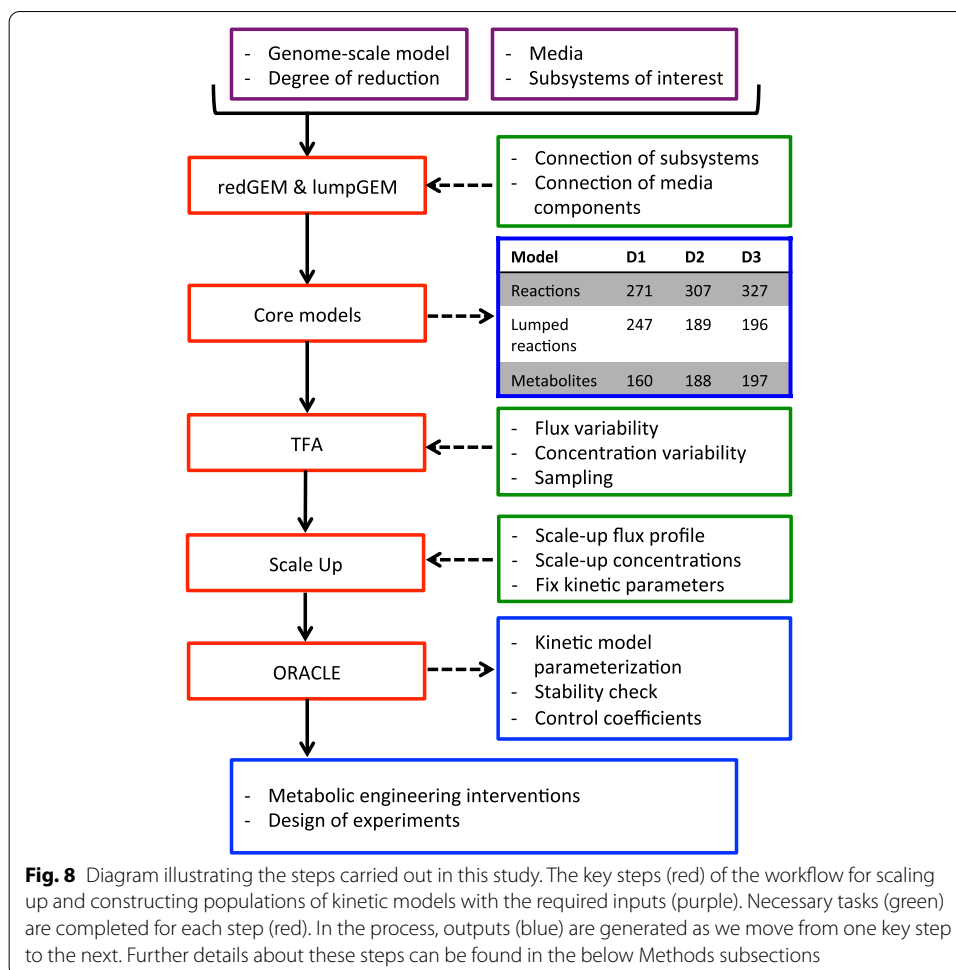 - Genome-scale model
- Degree of reduction
- Media
- Subsystems of interest
redGEM & lumpGEM
- Connection of subsystems
- Connection of media
components
Core models
Model D1 D2 D3
Reactions 271 307 327
Lumped
reactions 247 189 196
Metabolites 160 188 197
TFA
- Flux variability
- Concentration variability
- Sampling
Scale Up
- Scale-up flux profile
- Scale-up concentrations
- Fix kinetic parameters
ORACLE
- Kinetic model
parameterization
- Stability check
- Control coefficients
- Metabolic engineering interventions
- Design of experiments
Fig. 8 Diagram illustrating the steps carried out in this study. The key steps (red) of the workflow for scaling
up and constructing populations of kinetic models with the required inputs (purple). Necessary tasks (green)
are completed for each step (red). In the process, outputs (blue) are generated as we move from one key step
to the next. Further details about these steps can be found in the below Methods subsections